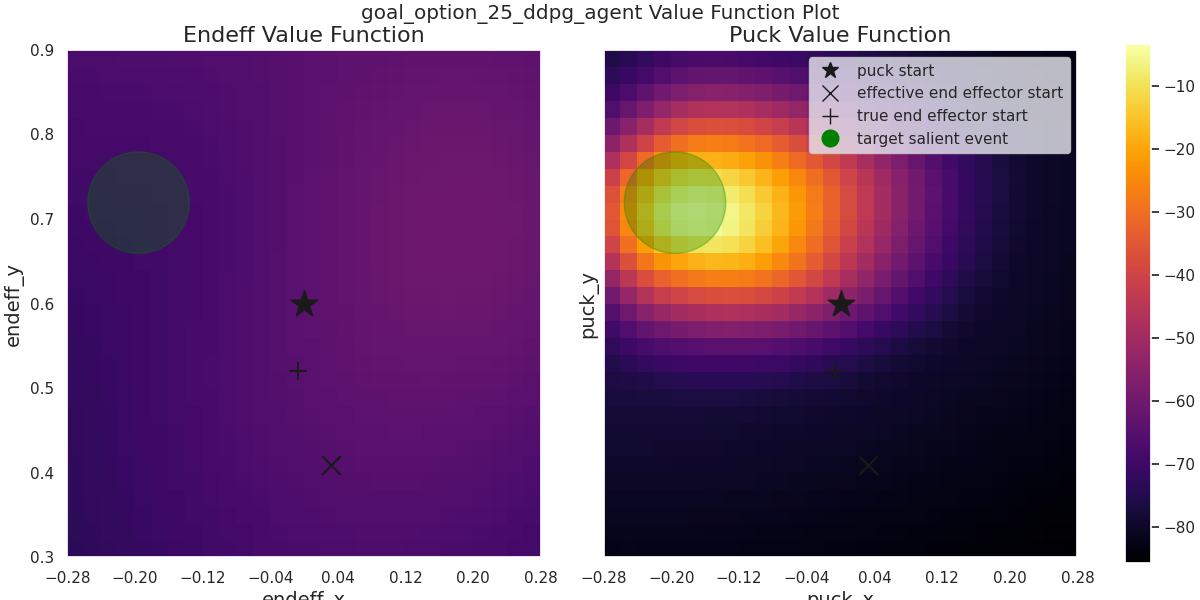 goal_option_25_ddpg_agent Value Function Plot
Endeff Value Function
Puck Value Function
0.9
0.8
0.7
0.6
0.5
0.4
0.3
endeff_y
−0.28 −0.20 −0.12 −0.04 0.04 0.12 0.20 0.28
endeff_x
puck_y
puck start
effective end effector start
true end effector start
target salient event
−0.28 −0.20 −0.12 −0.04 0.04 0.12 0.20 0.28
puck_x
−10
−20
−30
−40
−50
−60
−70
−80